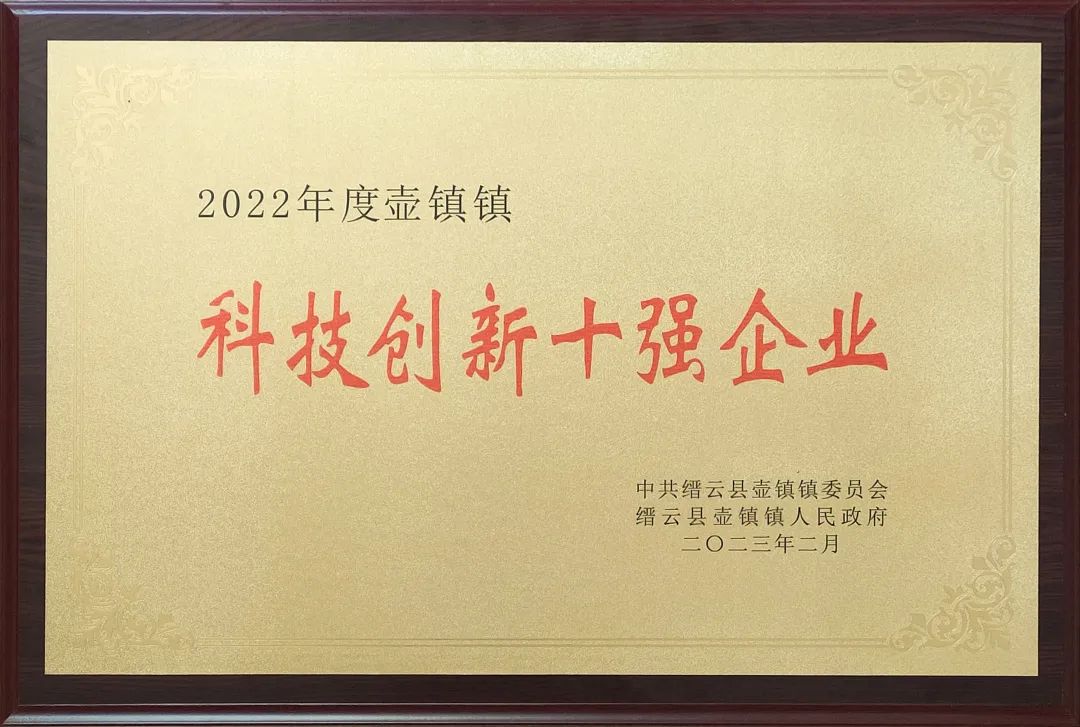 2022年度壶镇镇
科技创新十强企业
中共缙云县壶镇镇委员会
缙云县壶镇镇人民政府
二〇二三年二月